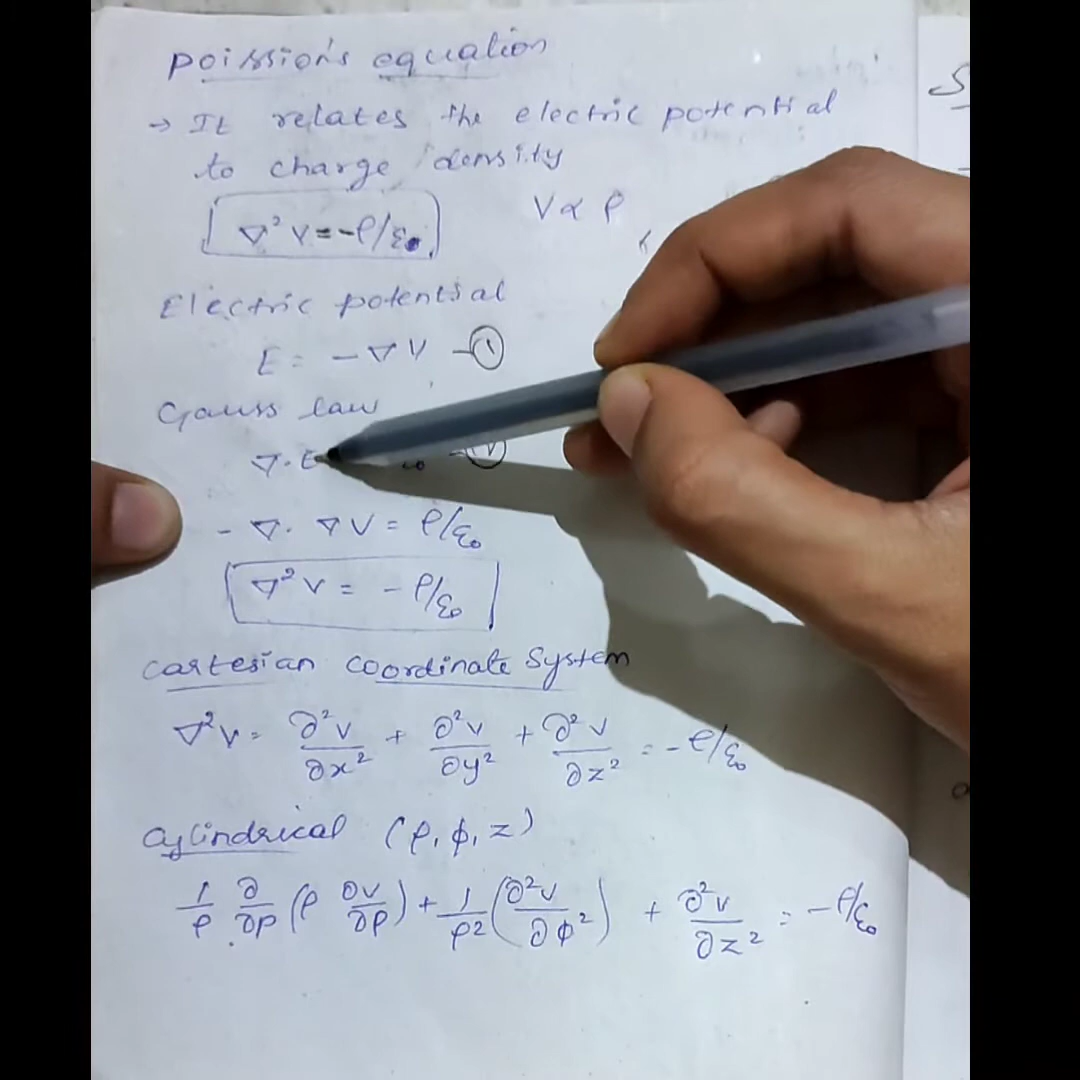 poission's equation
→ It relates the electric potential
to charge density
∇²V=-ρ/ε₀ V∝ρ
Electric potential
E= -∇V -①
Gauss law
∇.E
-∇.∇V = ρ/ε₀
∇²V = -ρ/ε₀
Cartesian coordinate System
∇²V= ∂²V/∂x² + ∂²V/∂y² + ∂²V/∂z² = -ρ/ε₀
cylindrical (ρ,φ,z)
1/ρ ∂/∂ρ (ρ ∂V/∂ρ) + 1/ρ² (∂²V/∂φ²) + ∂²V/∂z² = -ρ/ε₀